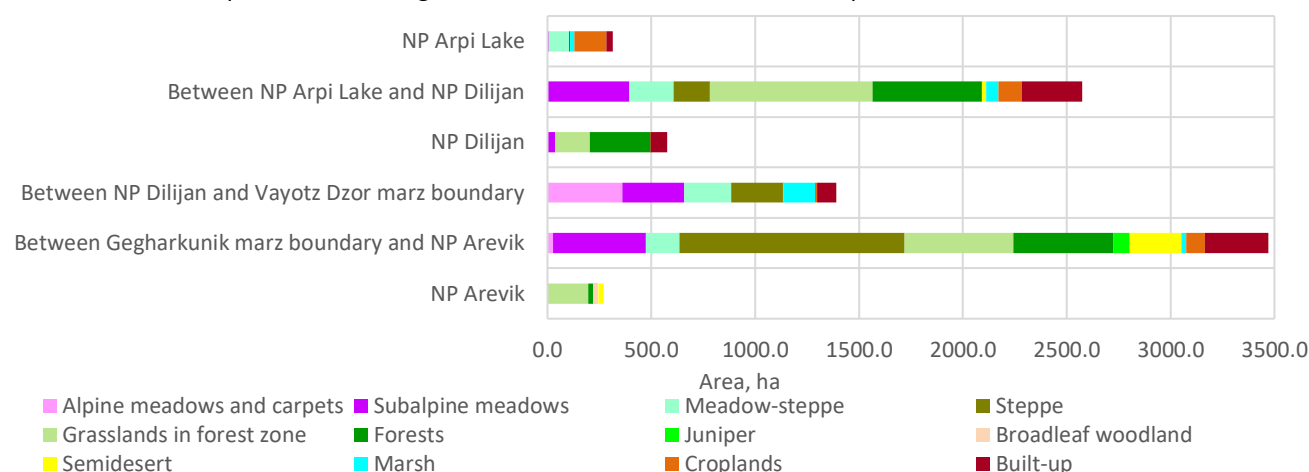 NP Arpi Lake
Between NP Arpi Lake and NP Dilijan
NP Dilijan
Between NP Dilijan and Vayotz Dzor marz boundary
Between Gegharkunik marz boundary and NP Arevik
NP Arevik
0.0 500.0 1000.0 1500.0 2000.0 2500.0 3000.0 3500.0
Area, ha
Alpine meadows and carpets Subalpine meadows Meadow-steppe Steppe
Grasslands in forest zone Forests Juniper Broadleaf woodland
Semidesert Marsh Croplands Built-up